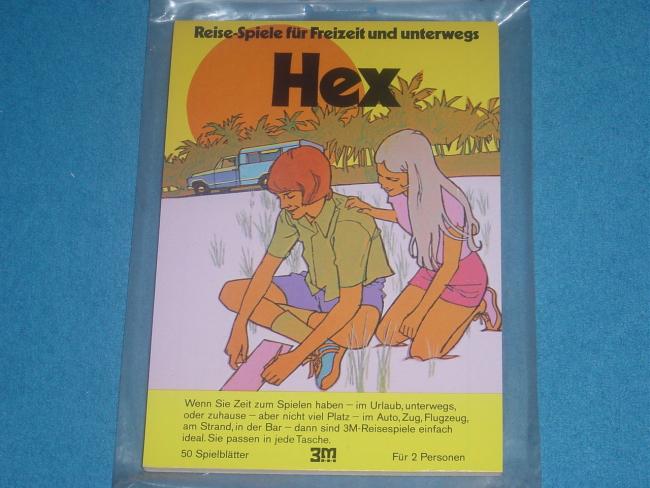 Reise-Spiele für Freizeit und unterwegs
Hex
Wenn Sie Zeit zum Spielen haben – im Urlaub, unterwegs,
oder zuhause – aber nicht viel Platz – im Auto, Zug, Flugzeug,
am Strand, in der Bar – dann sind 3M-Reisespiele einfach
ideal. Sie passen in jede Tasche.
50 Spielblätter 3M Für 2 Personen